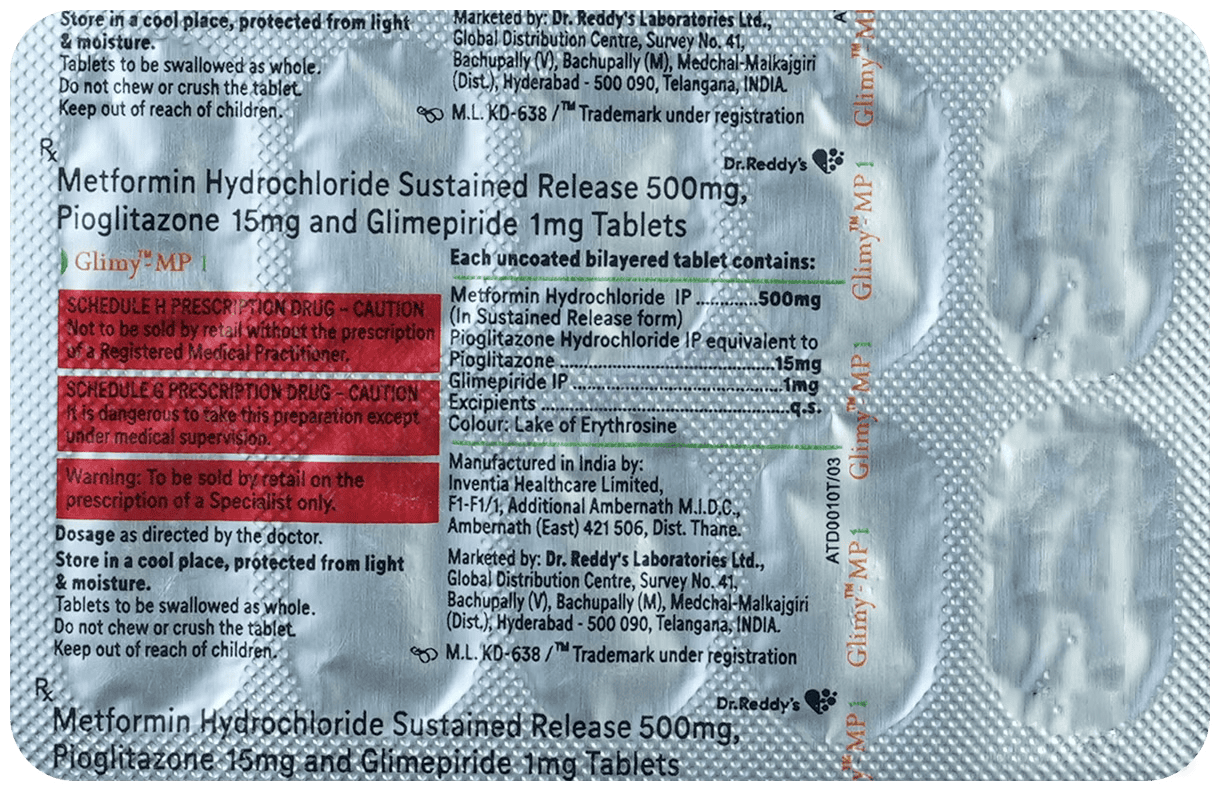 Store in a cool place, protected from light
& moisture.
Tablets to be swallowed as whole.
Do not chew or crush the tablet.
Keep out of reach of children.
Marketed by: Dr. Reddy's Laboratories Ltd.,
Global Distribution Centre, Survey No. 41,
Bachupally (V), Bachupally (M), Medchal-Malkajgiri
(Dist.), Hyderabad - 500 090, Telangana, INDIA.
M.L. KD-638 /™ Trademark under registration
Rx
Dr.Reddy's
Metformin Hydrochloride Sustained Release 500mg,
Pioglitazone 15mg and Glimepiride 1mg Tablets
Glimy™-MP 1
SCHEDULE H PRESCRIPTION DRUG – CAUTION
Not to be sold by retail without the prescription
of a Registered Medical Practitioner.
SCHEDULE G PRESCRIPTION DRUG – CAUTION
It is dangerous to take this preparation except
under medical supervision.
Warning: To be sold by retail on the
prescription of a Specialist only.
Dosage as directed by the doctor.
Store in a cool place, protected from light
& moisture.
Tablets to be swallowed as whole.
Do not chew or crush the tablet.
Keep out of reach of children.
Each uncoated bilayered tablet contains:
Metformin Hydrochloride IP ............500mg
(In Sustained Release form)
Pioglitazone Hydrochloride IP equivalent to
Pioglitazone ..........................................15mg
Glimepiride IP .........................................1mg
Excipients ................................................q.s.
Colour: Lake of Erythrosine
Manufactured in India by:
Inventia Healthcare Limited,
F1-F1/1, Additional Ambernath M.I.D.C.,
Ambernath (East) 421 506, Dist. Thane.
Marketed by: Dr. Reddy's Laboratories Ltd.,
Global Distribution Centre, Survey No. 41,
Bachupally (V), Bachupally (M), Medchal-Malkajgiri
(Dist.), Hyderabad - 500 090, Telangana, INDIA.
M.L. KD-638 /™ Trademark under registration
Rx
Dr.Reddy's
Metformin Hydrochloride Sustained Release 500mg,
Pioglitazone 15mg and Glimepiride 1mg Tablets
ATD0010T/03
Glimy™-M
Glimy™-MP 1
Glimy™-MP 1
Glimy™-MP 1
y™-MP 1